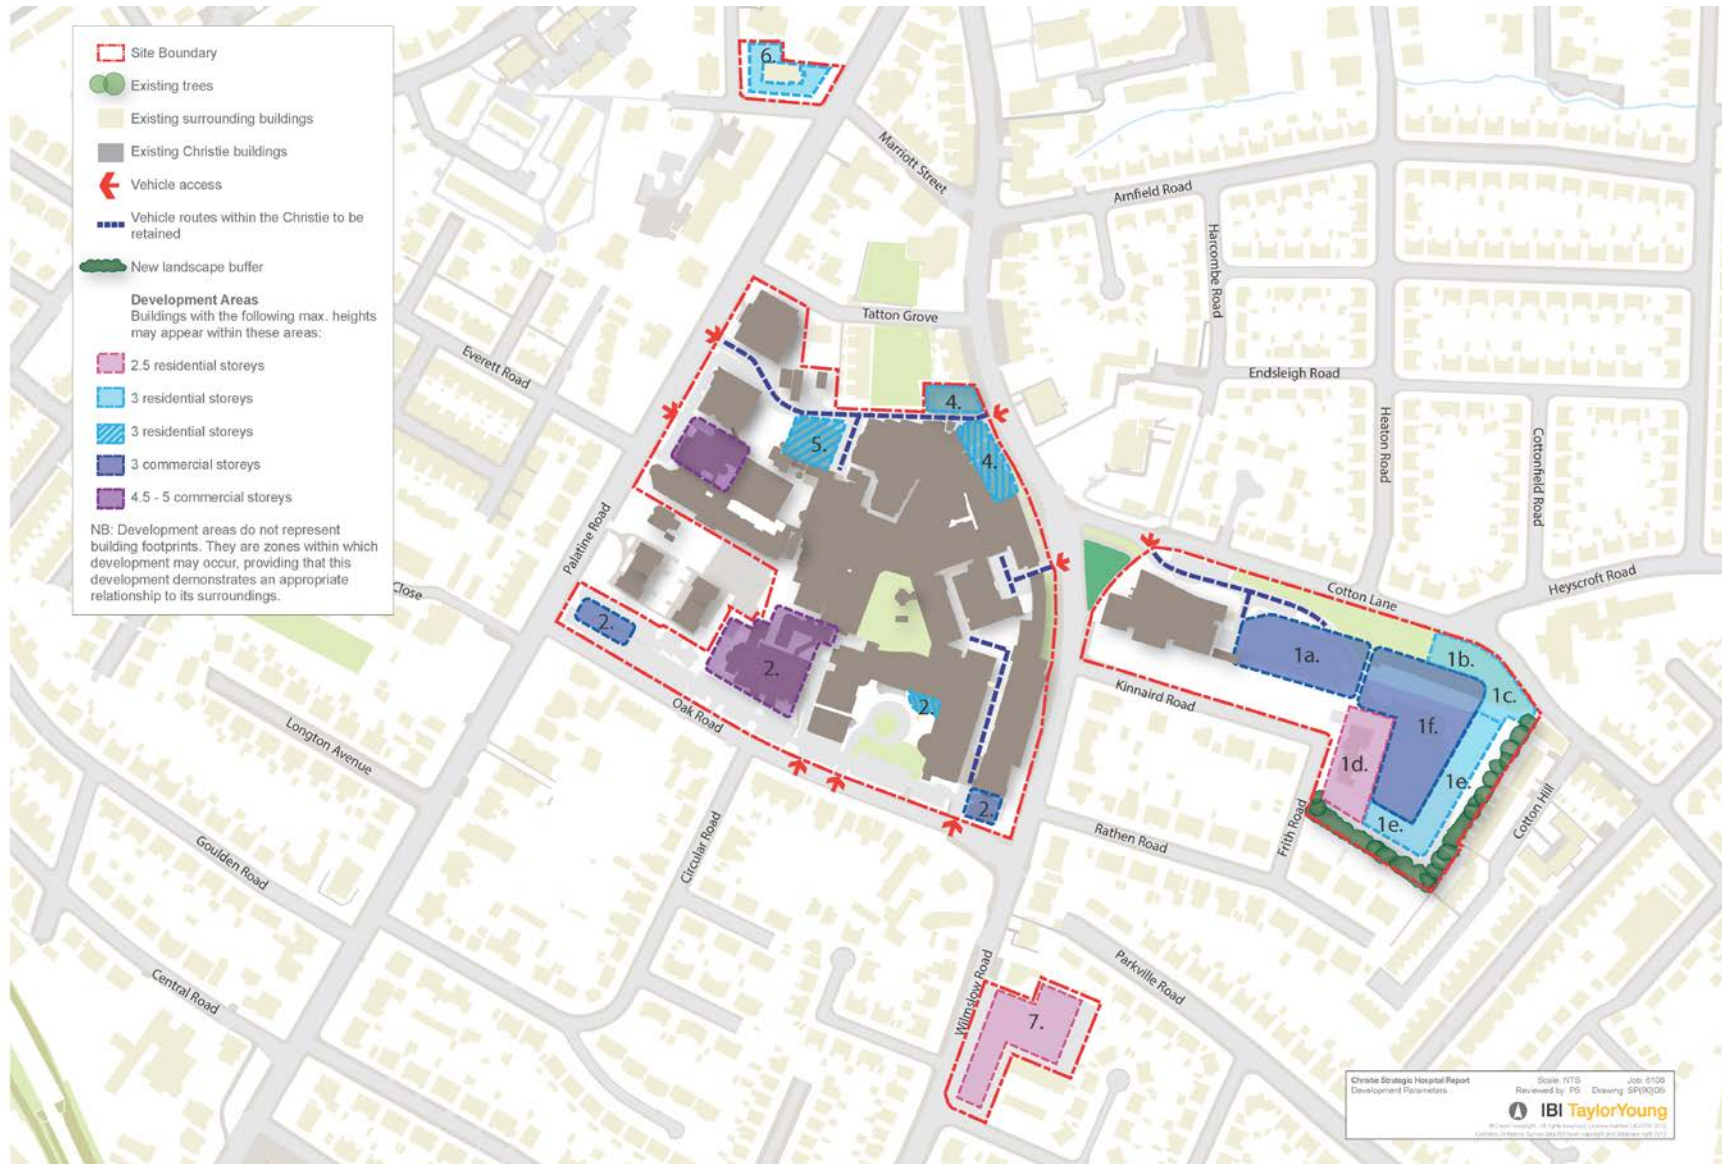 Site Boundary
Existing trees
Existing surrounding buildings
Existing Christie buildings
Vehicle access
Vehicle routes within the Christie to be
retained
New landscape buffer
Development Areas
Buildings with the following max. heights
may appear within these areas:
2.5 residential storeys
3 residential storeys
3 residential storeys
3 commercial storeys
4.5 - 5 commercial storeys
NB: Development areas do not represent
building footprints. They are zones within which
development may occur, providing that this
development demonstrates an appropriate
relationship to its surroundings.
6.
Marriott Street
Arnfield Road
Harcombe Road
Tatton Grove
Everett Road
Endsleigh Road
Heaton Road
Cottonfield Road
4.
5.
4.
Palatine Road
Close
Heyscroft Road
Cotton Lane
2.
2.
2.
2.
1a.
1b.
1c.
1f.
1d.
1e.
1e.
Kinnaird Road
Oak Road
Longton Avenue
Circular Road
Rathen Road
Frith Road
Cotton Hill
Goulden Road
Central Road
Wilmslow Road
Parkville Road
7.
Christie Strategic Hospital Report
Development Parameters
Scale: NTS
Job: 6108
Reviewed by: PS
IBI TaylorYoung